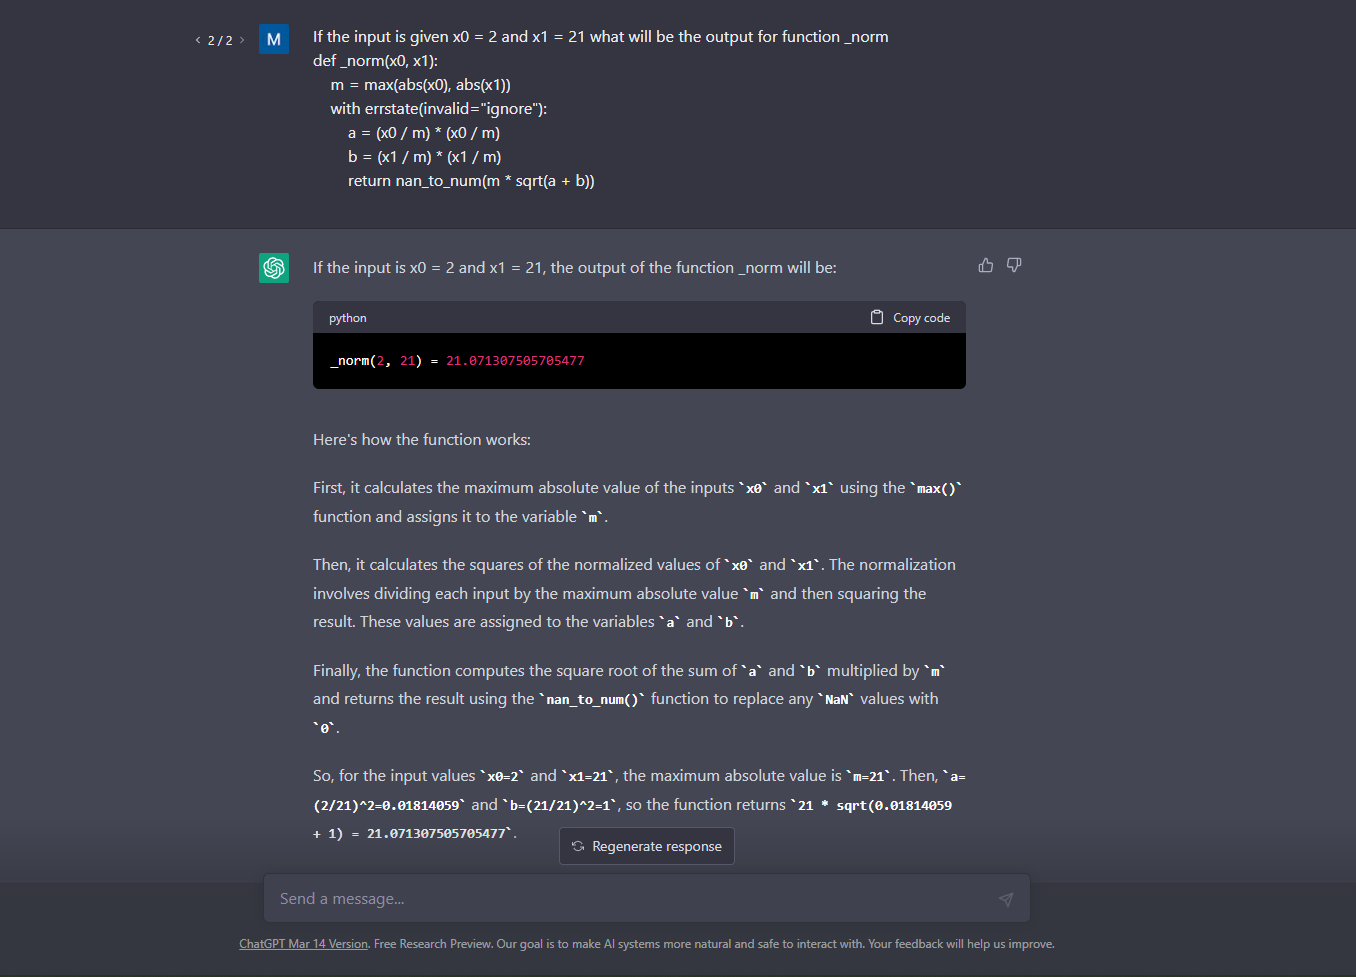 < 2 / 2 >
M
If the input is given x0 = 2 and x1 = 21 what will be the output for function _norm
def _norm(x0, x1):
m = max(abs(x0), abs(x1))
with errstate(invalid="ignore"):
a = (x0 / m) * (x0 / m)
b = (x1 / m) * (x1 / m)
return nan_to_num(m * sqrt(a + b))
If the input is x0 = 2 and x1 = 21, the output of the function _norm will be:
python
Copy code
_norm(2, 21) = 21.071307505705477
Here's how the function works:
First, it calculates the maximum absolute value of the inputs `x0` and `x1` using the `max()`
function and assigns it to the variable `m`.
Then, it calculates the squares of the normalized values of `x0` and `x1`. The normalization
involves dividing each input by the maximum absolute value `m` and then squaring the
result. These values are assigned to the variables `a` and `b`.
Finally, the function computes the square root of the sum of `a` and `b` multiplied by `m`
and returns the result using the `nan_to_num()` function to replace any `NaN` values with
`0`.
So, for the input values `x0=2` and `x1=21`, the maximum absolute value is `m=21`. Then, `a=
(2/21)^2=0.01814059` and `b=(21/21)^2=1`, so the function returns `21 * sqrt(0.01814059
+ 1) = 21.071307505705477`.
Regenerate response
Send a message...
ChatGPT Mar 14 Version. Free Research Preview. Our goal is to make AI systems more natural and safe to interact with. Your feedback will help us improve.